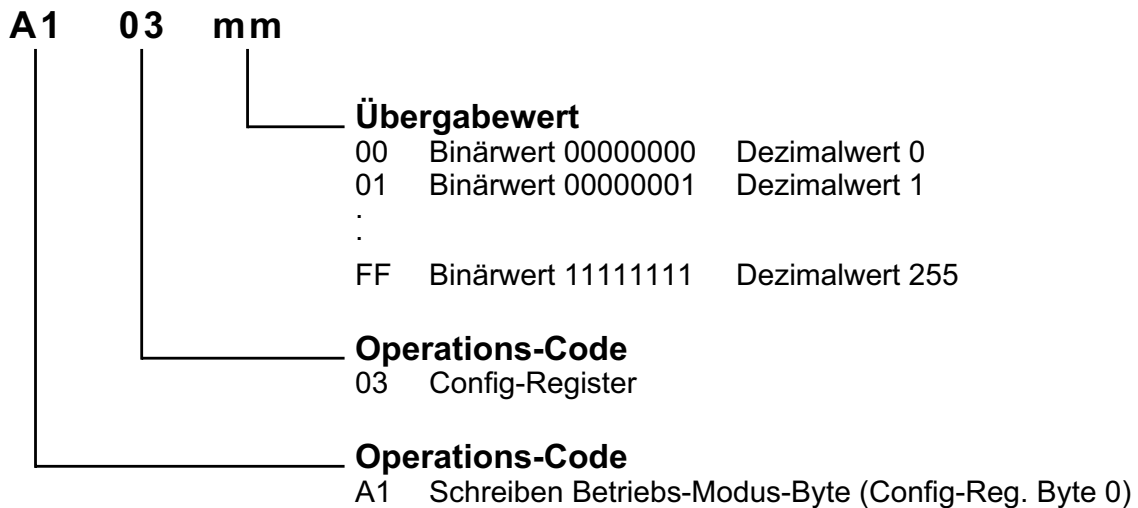 A1 03 mm
Übergabewert
00 Binärwert 00000000 Dezimalwert 0
01 Binärwert 00000001 Dezimalwert 1
.
.
FF Binärwert 11111111 Dezimalwert 255
Operations-Code
03 Config-Register
Operations-Code
A1 Schreiben Betriebs-Modus-Byte (Config-Reg. Byte 0)